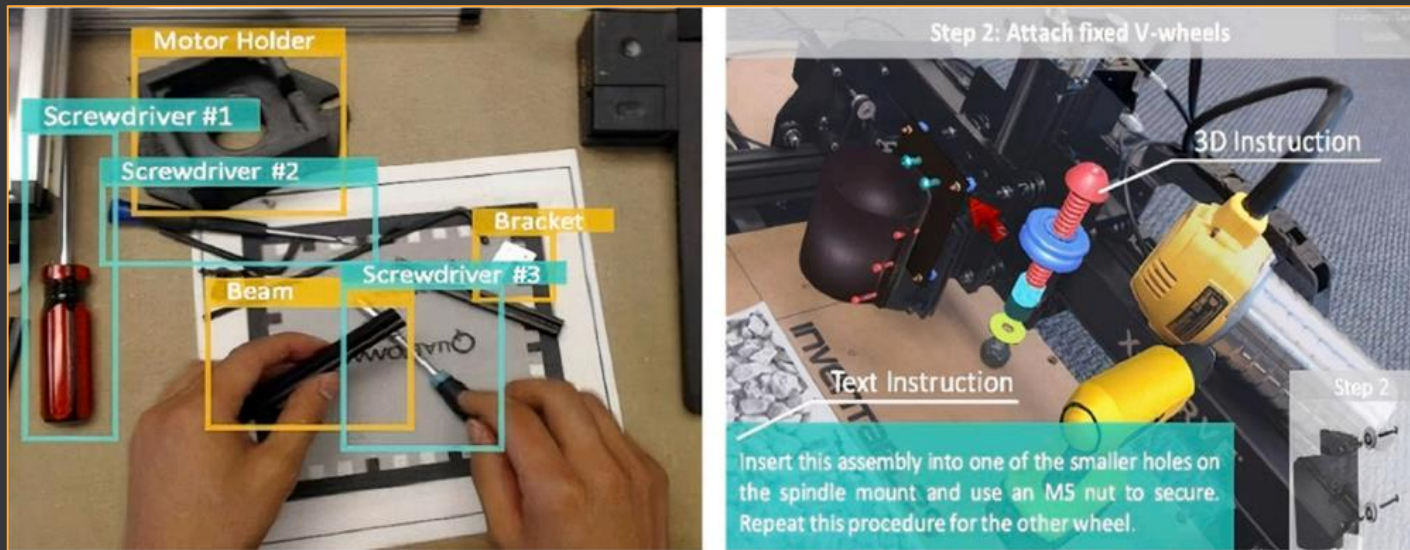 Motor Holder
Screwdriver #1
Screwdriver #2
Bracket
Screwdriver #3
Beam
Step 2: Attach fixed V-wheels
3D Instruction
Text Instruction
Step 2
Insert this assembly into one of the smaller holes on
the spindle mount and use an M5 nut to secure.
Repeat this procedure for the other wheel.